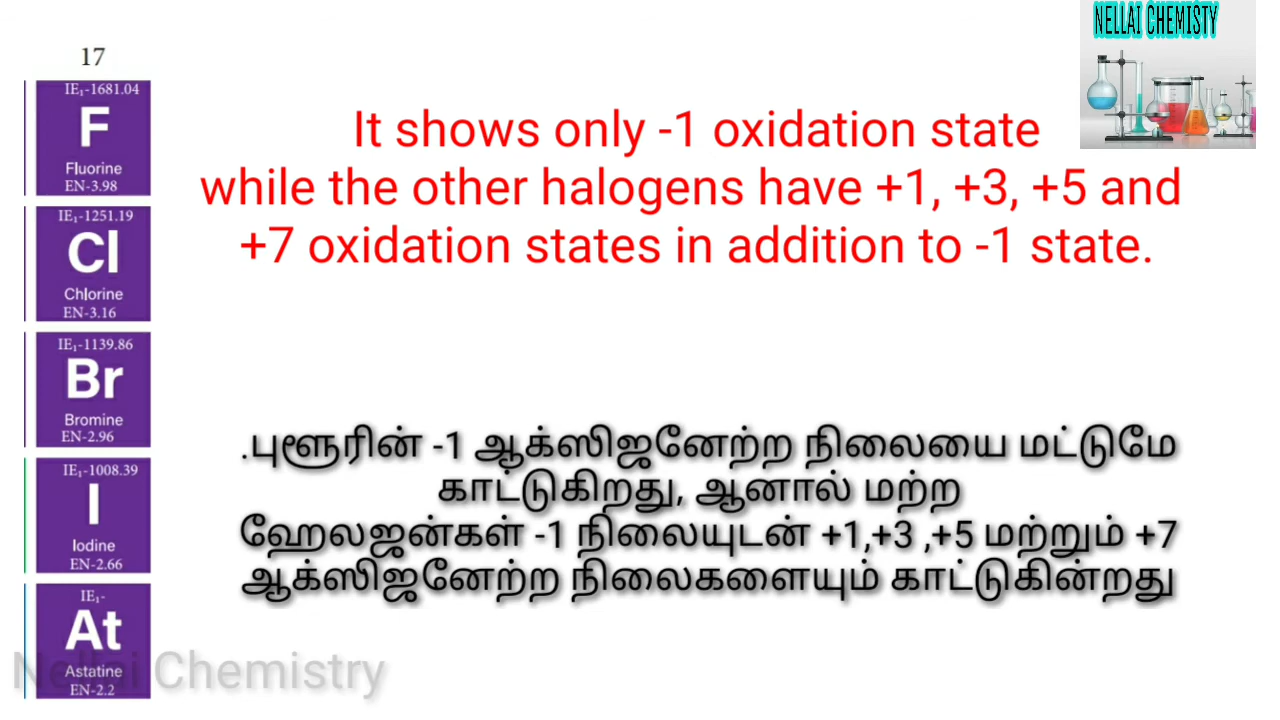 NELLAI CHEMISTY
17
IE₁-1681.04
F
Fluorine
EN-3.98
IE₁-1251.19
Cl
Chlorine
EN-3.16
IE₁-1139.86
Br
Bromine
EN-2.96
IE₁-1008.39
I
Iodine
EN-2.66
IE₁-
At
Astatine
EN-2.2
It shows only -1 oxidation state
while the other halogens have +1, +3, +5 and
+7 oxidation states in addition to -1 state.
.புளூரின் -1 ஆக்ஸிஜனேற்ற நிலையை மட்டுமே
காட்டுகிறது, ஆனால் மற்ற
ஹேலஜன்கள் -1 நிலையுடன் +1,+3 ,+5 மற்றும் +7
ஆக்ஸிஜனேற்ற நிலைகளையும் காட்டுகின்றது
Nellai Chemistry